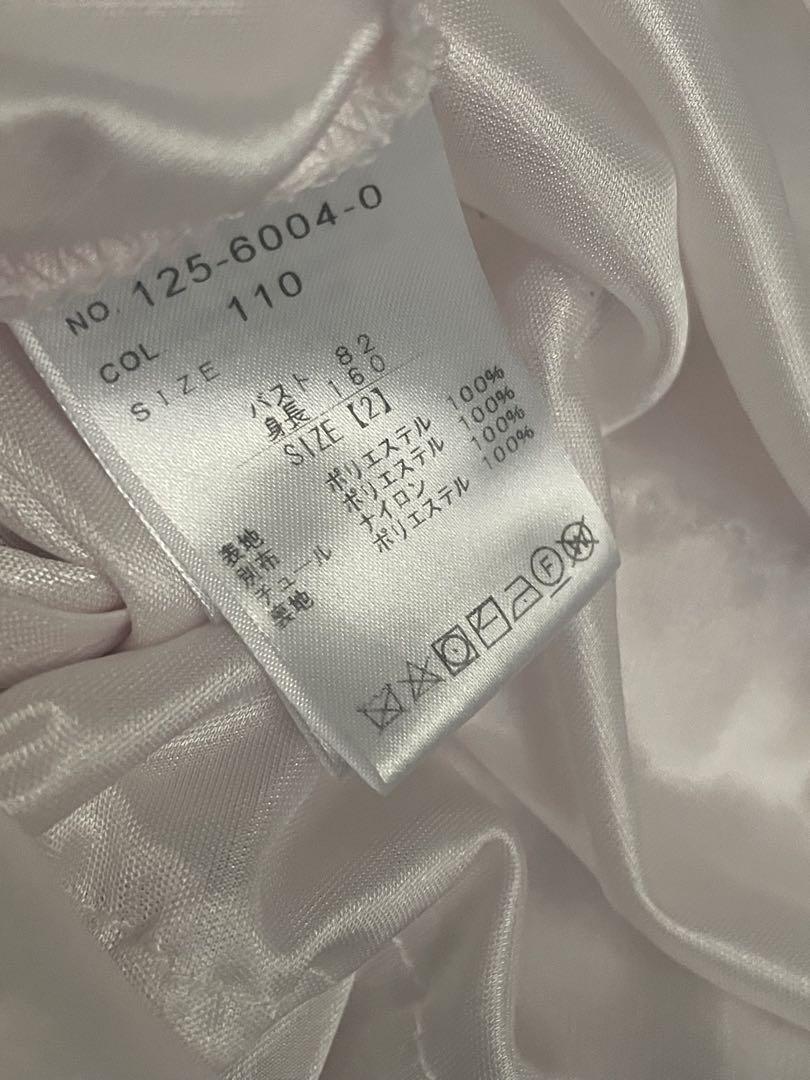 NO. 125-6004-0
COL 110
SIZE
バスト 82
身長 160
SIZE【2】
表地 ポリエステル 100%
別布 ポリエステル 100%
チュール ナイロン 100%
裏地 ポリエステル 100%
F
W